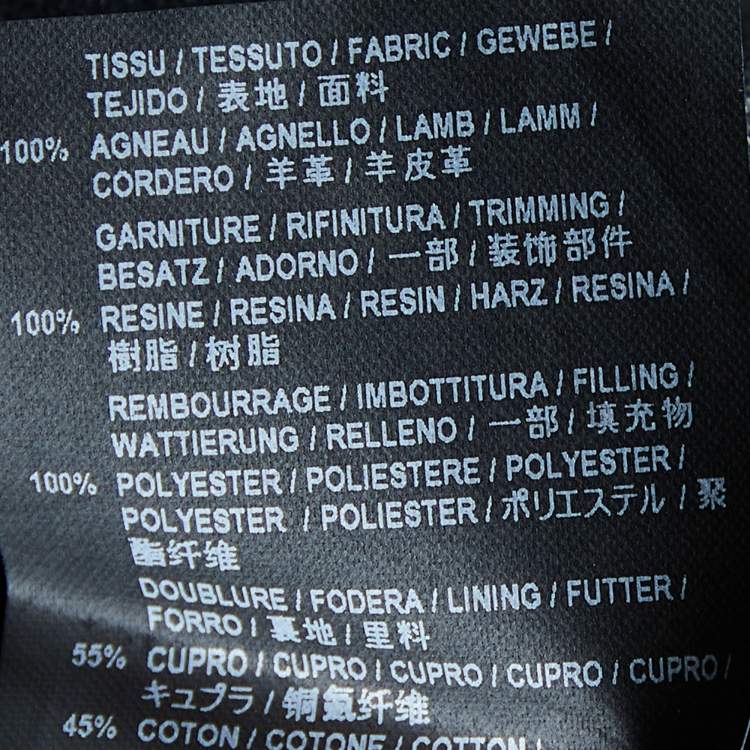 TISSU / TESSUTO / FABRIC / GEWEBE /
TEJIDO / 表地 / 面料
100% AGNEAU / AGNELLO / LAMB / LAMM /
CORDERO / 羊革 / 羊皮革
GARNITURE / RIFINITURA / TRIMMING /
BESATZ / ADORNO / 一部 / 装饰部件
100% RESINE / RESINA / RESIN / HARZ / RESINA /
樹脂 / 树脂
REMBOURRAGE / IMBOTTITURA / FILLING /
WATTIERUNG / RELLENO / 一部 / 填充物
100% POLYESTER / POLIESTERE / POLYESTER /
POLYESTER / POLIESTER / ポリエステル / 聚
酯纤维
DOUBLURE / FODERA / LINING / FUTTER /
FORRO / 裏地 / 里料
55% CUPRO / CUPRO / CUPRO / CUPRO / CUPRO /
キュプラ / 铜氨纤维
45% COTON / COTONE / COTTON /